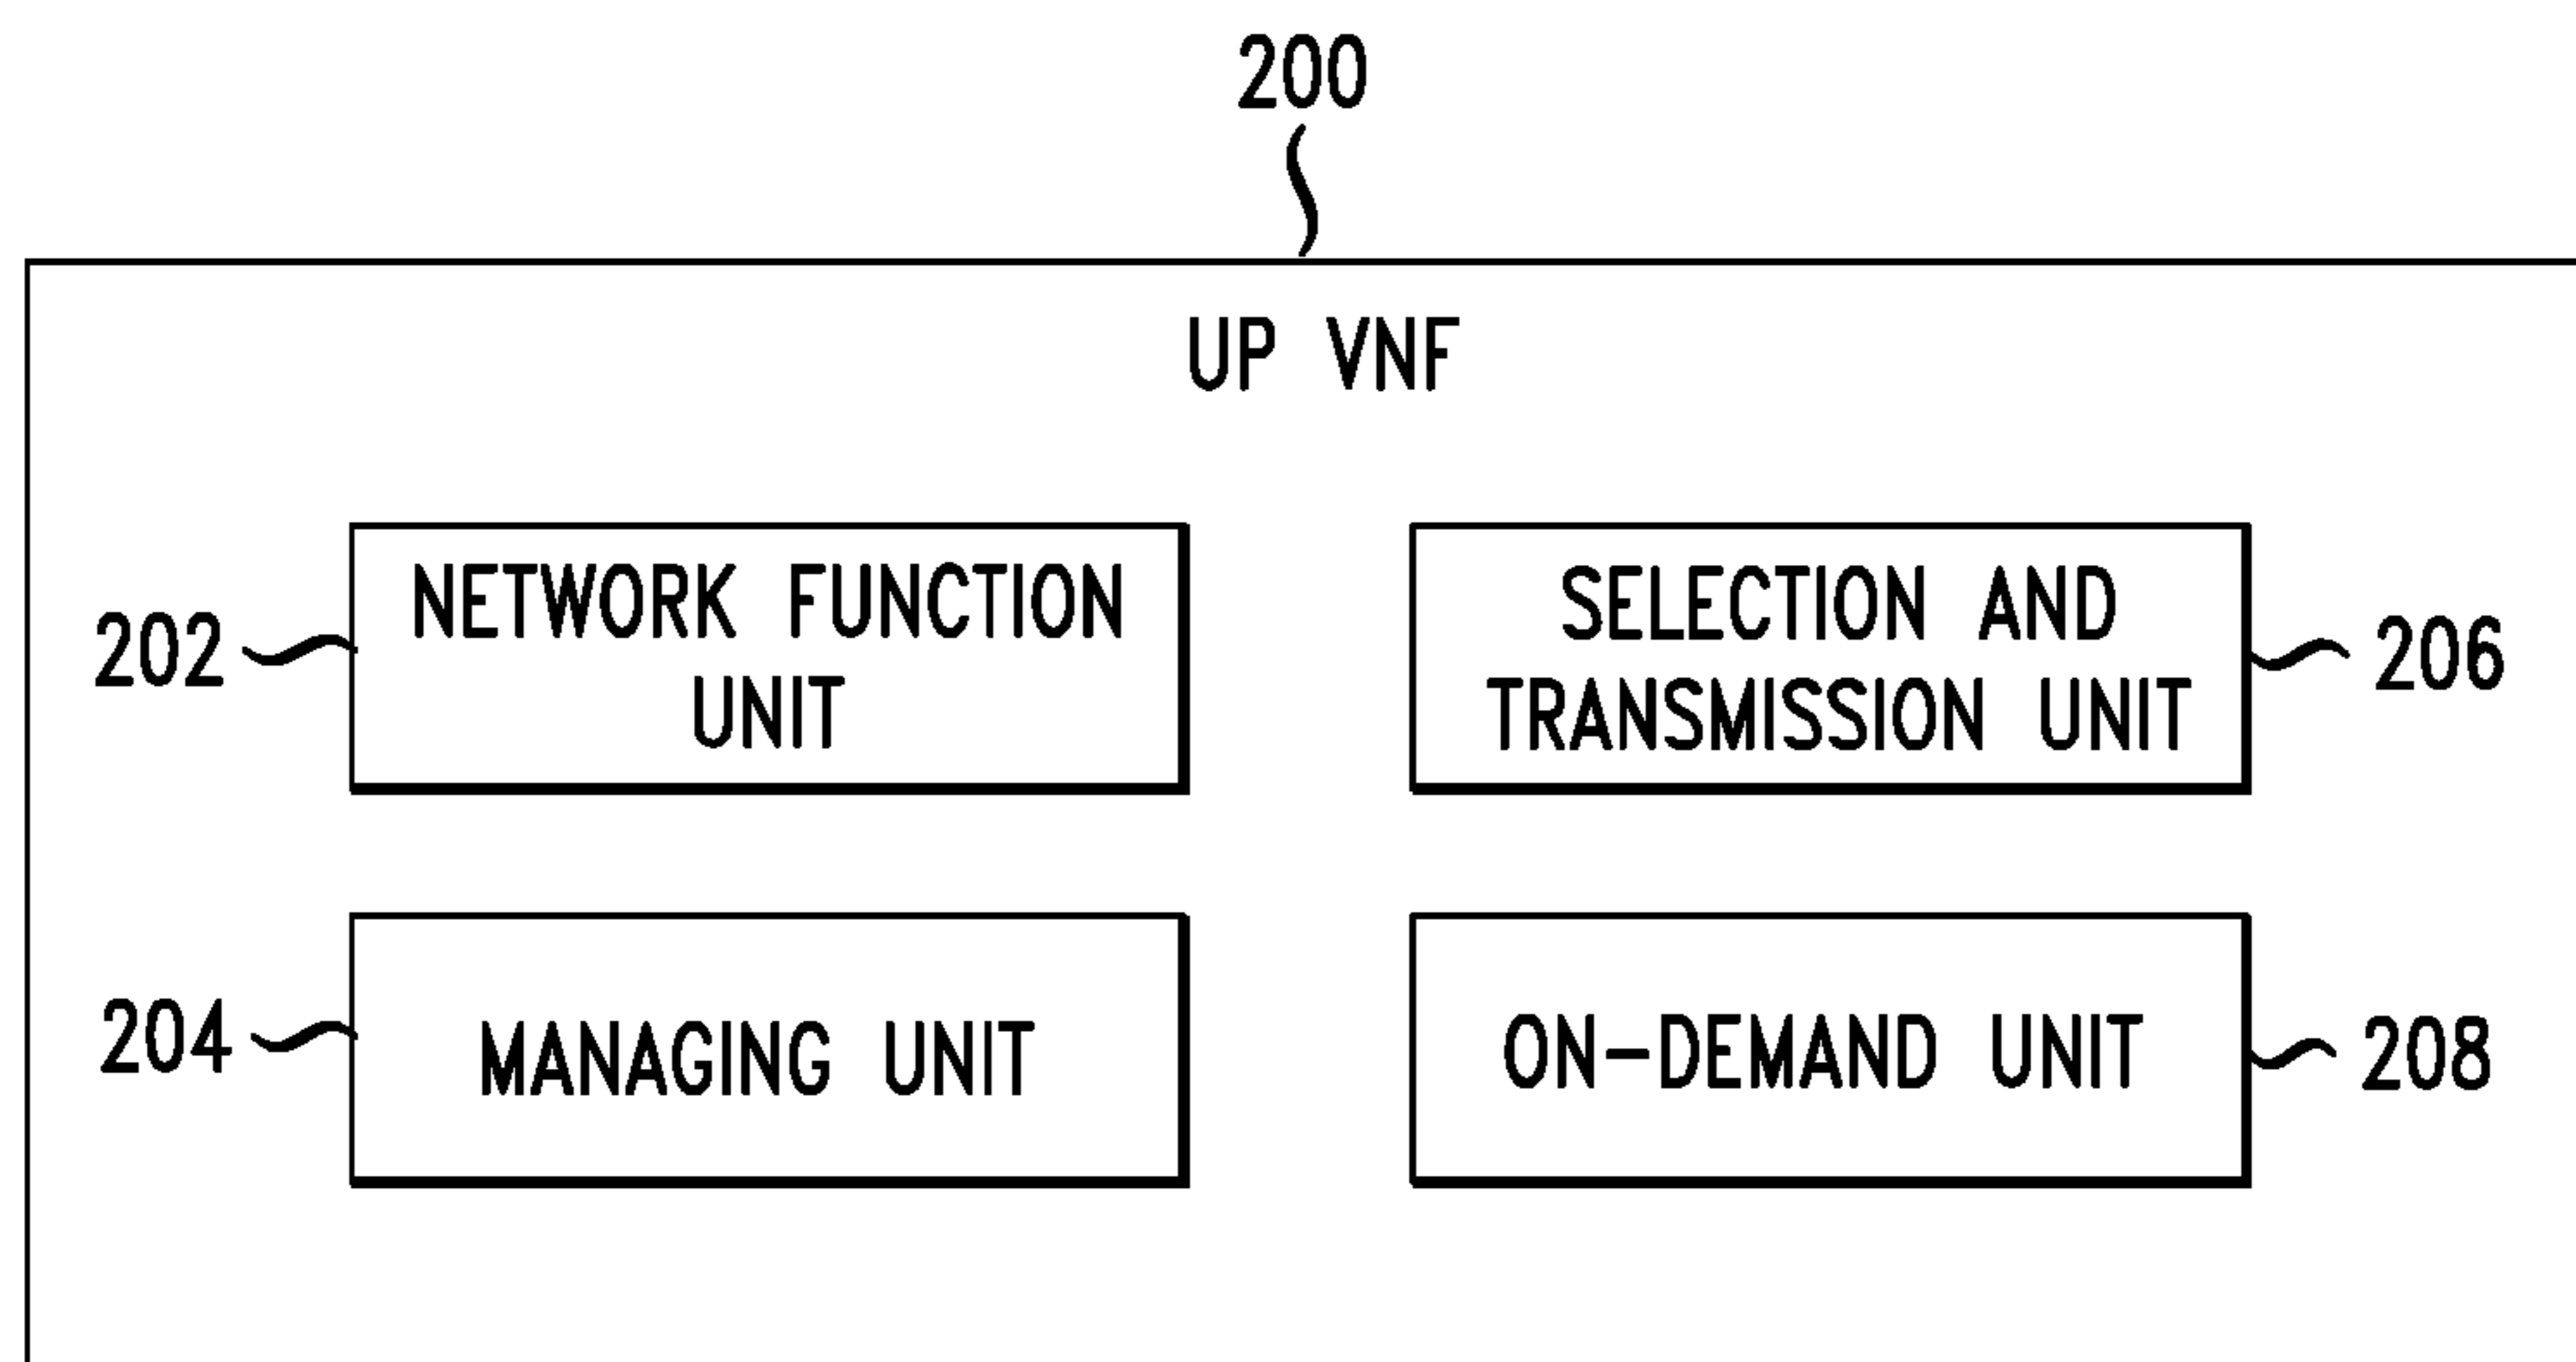 200
UP VNF
202
NETWORK FUNCTION
UNIT
SELECTION AND
TRANSMISSION UNIT
206
204
MANAGING UNIT
ON-DEMAND UNIT
208